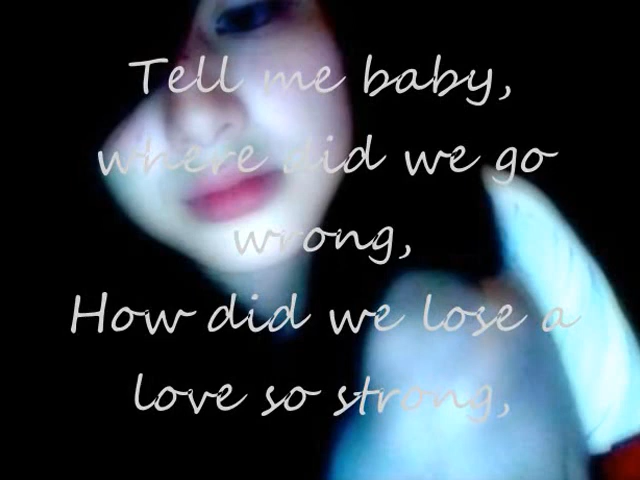 Tell me baby,
where did we go
wrong,
How did we lose a
love so strong,